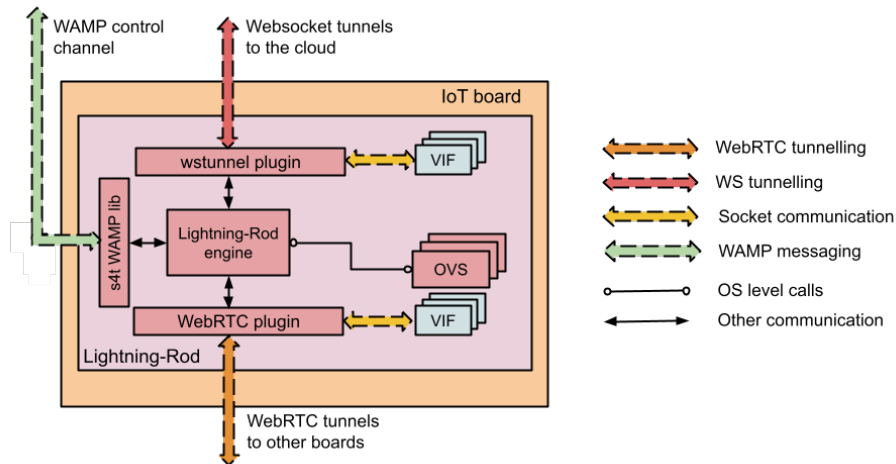 WAMP control
channel
Websocket tunnels
to the cloud
IoT board
wstunnel plugin
VIF
s4t WAMP lib
Lightning-Rod
engine
OVS
WebRTC plugin
VIF
Lightning-Rod
WebRTC tunnels
to other boards
WebRTC tunnelling
WS tunnelling
Socket communication
WAMP messaging
OS level calls
Other communication